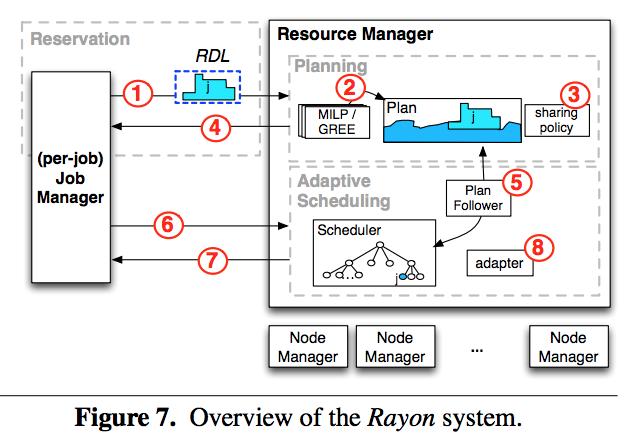 Reservation
RDL
1
j
4
(per-job)
Job
Manager
6
7
Resource Manager
Planning
2
MILP /
GREE
Plan
j
3
sharing
policy
Adaptive
Scheduling
Plan
Follower
5
Scheduler
...
j
8
adapter
Node
Manager
Node
Manager
...
Node
Manager
Figure 7. Overview of the Rayon system.